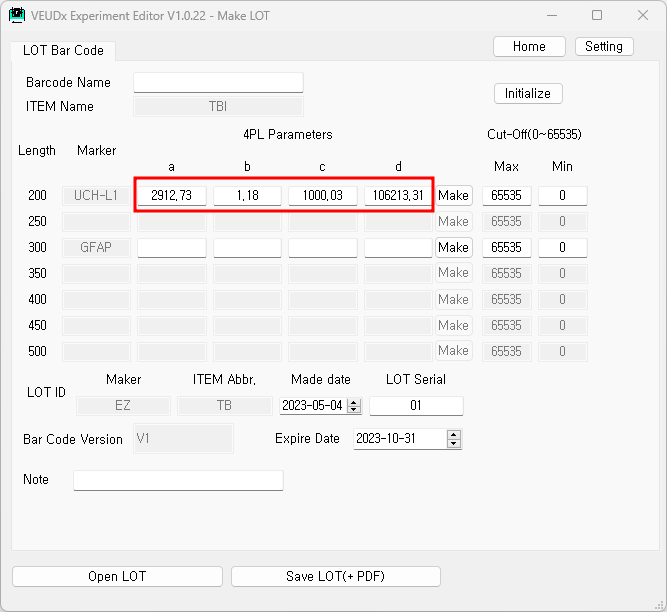 VEUDx Experiment Editor V1.0.22 - Make LOT
LOT Bar Code
Home
Setting
Barcode Name
ITEM Name
TBI
Initialize
4PL Parameters
Cut-Off(0~65535)
Length
Marker
a
b
c
d
Max
Min
200
UCH-L1
2912.73
1.18
1000.03
106213.31
Make
65535
0
250
Make
65535
0
300
GFAP
Make
65535
0
350
Make
65535
0
400
Make
65535
0
450
Make
65535
0
500
Make
65535
0
LOT ID
Maker
ITEM Abbr.
Made date
LOT Serial
EZ
TB
2023-05-04
01
Bar Code Version
V1
Expire Date
2023-10-31
Note
Open LOT
Save LOT(+ PDF)